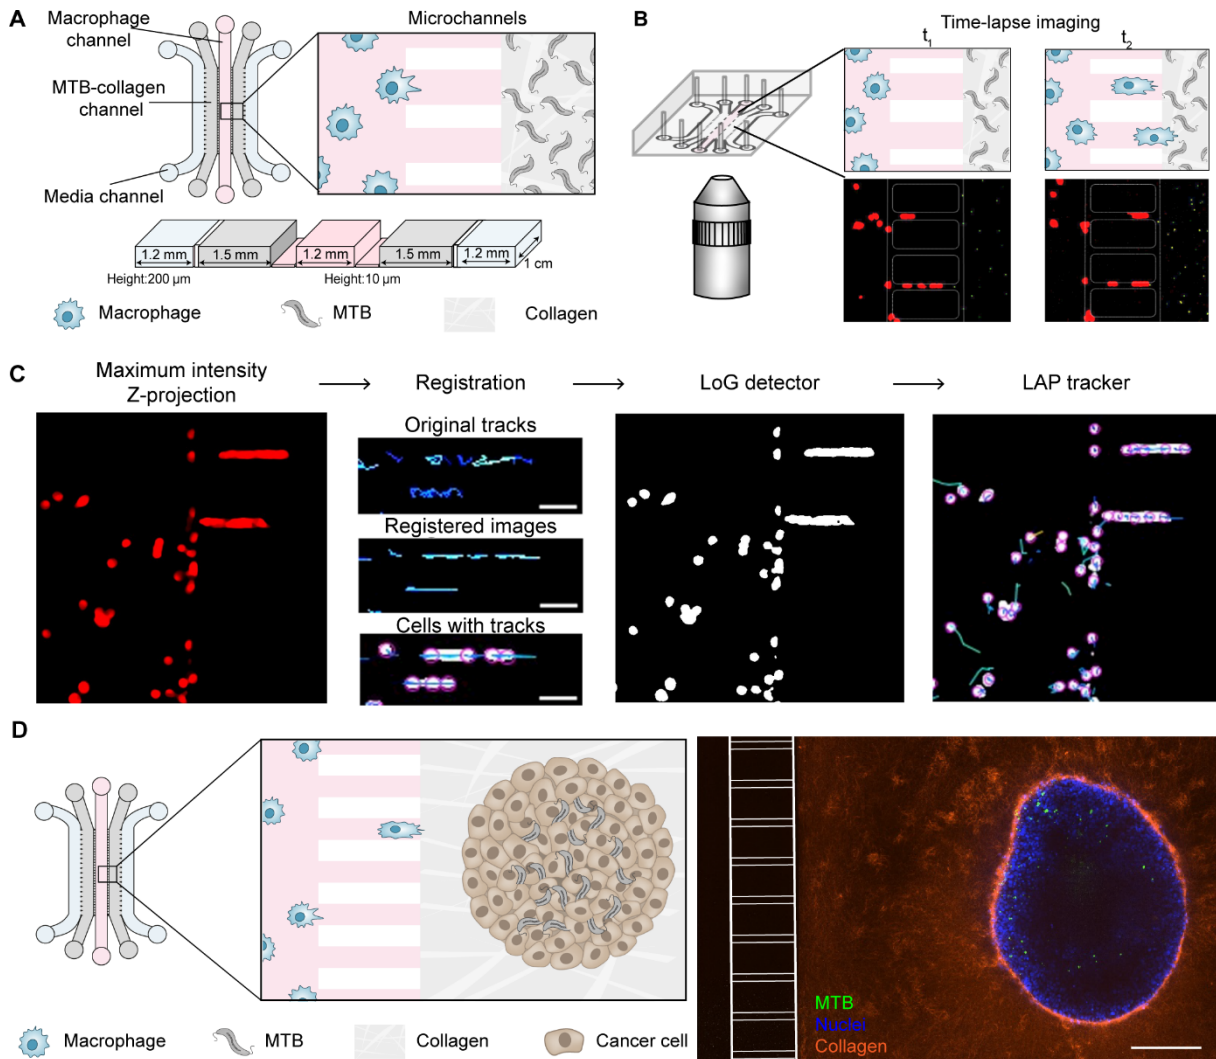 A
Macrophage
channel
MTB-collagen
channel
Media channel
Microchannels
1.2 mm
1.5 mm
1.2 mm
1.5 mm
1.2 mm
1 cm
Height:200 µm
Height:10 µm
Macrophage
MTB
Collagen
B
Time-lapse imaging
t1
t2
C
Maximum intensity
Z-projection
Registration
LoG detector
LAP tracker
Original tracks
Registered images
Cells with tracks
D
Macrophage
MTB
Collagen
Cancer cell
MTB
Nuclei
Collagen